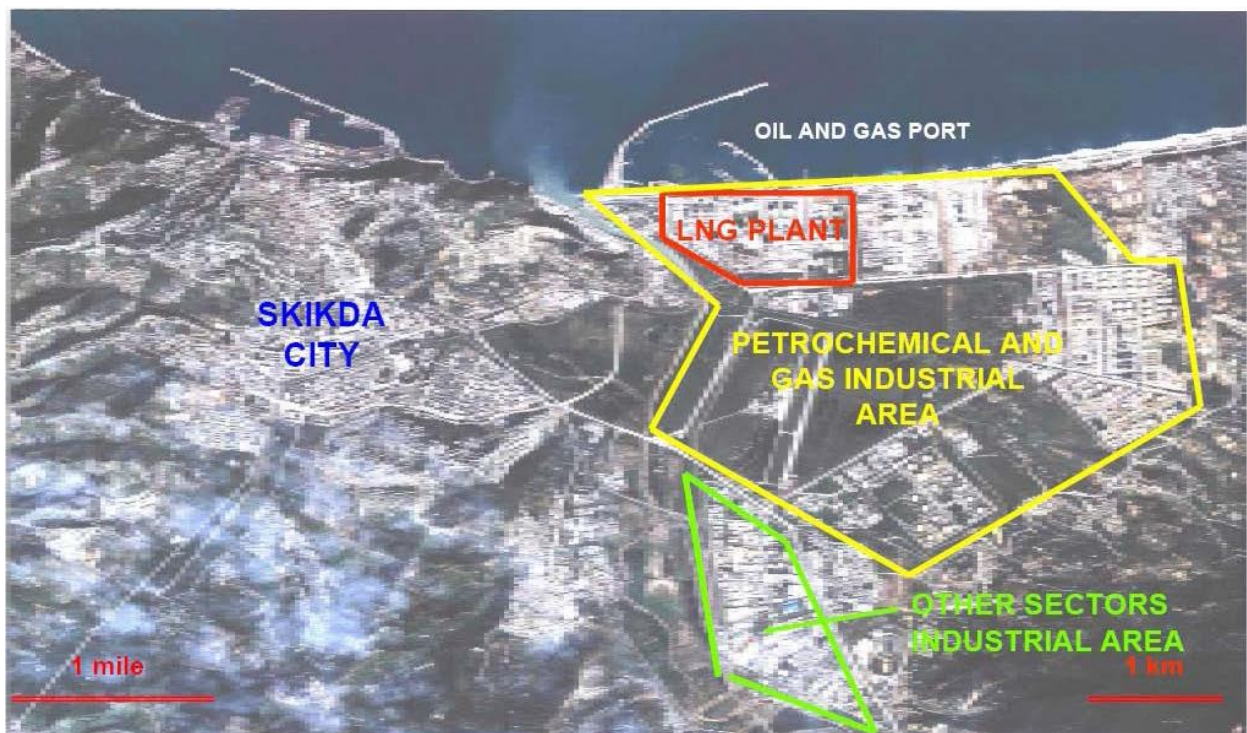 OIL AND GAS PORT
LNG PLANT
SKIKDA
CITY
PETROCHEMICAL AND
GAS INDUSTRIAL
AREA
OTHER SECTORS
INDUSTRIAL AREA
1 mile
1 km